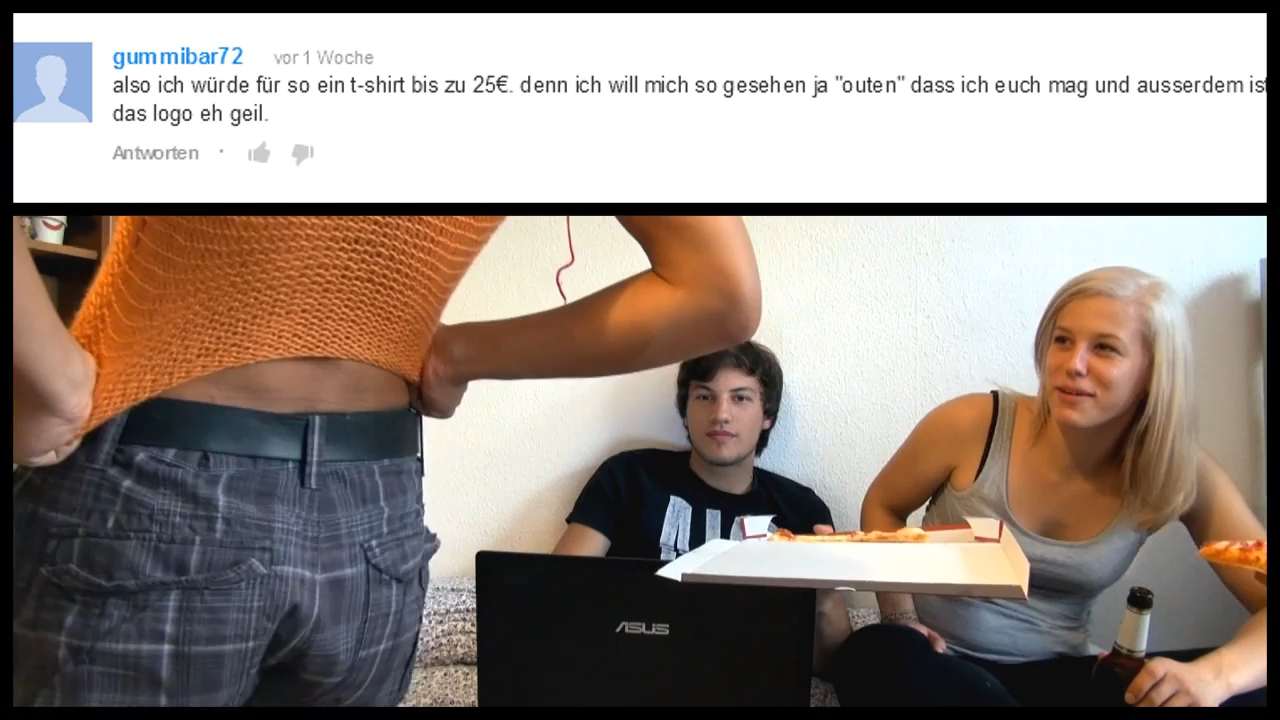 gummibar72 vor 1 Woche
also ich würde für so ein t-shirt bis zu 25€. denn ich will mich so gesehen ja "outen" dass ich euch mag und ausserdem ist
das logo eh geil.
Antworten ·
ASUS